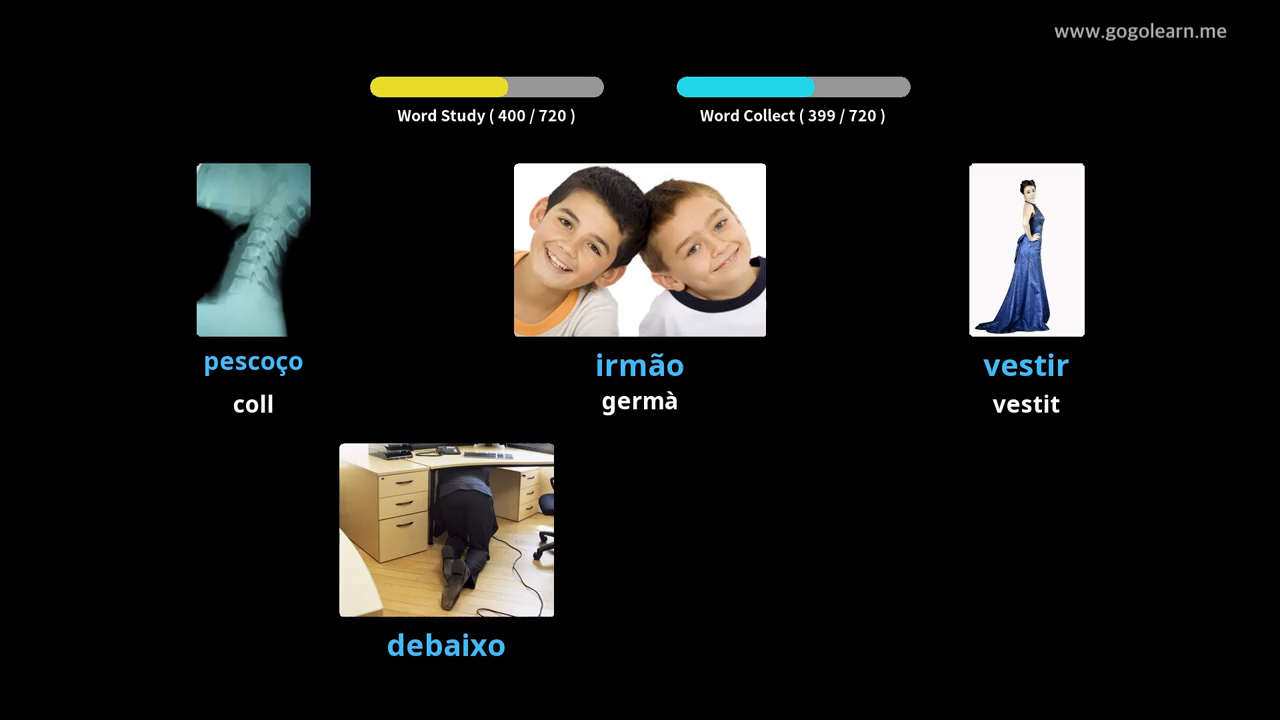 www.gogolearn.me
Word Study ( 400 / 720 )
Word Collect ( 399 / 720 )
pescoço
coll
irmão
germà
vestir
vestit
debaixo